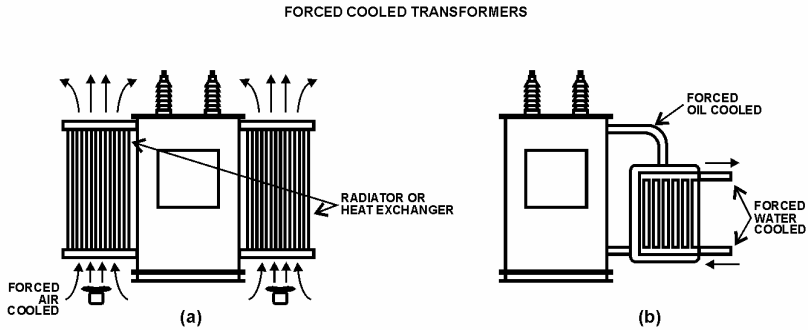 FORCED COOLED TRANSFORMERS
RADIATOR OR
HEAT EXCHANGER
FORCED
AIR
COOLED
(a)
FORCED
OIL COOLED
FORCED
WATER
COOLED
(b)